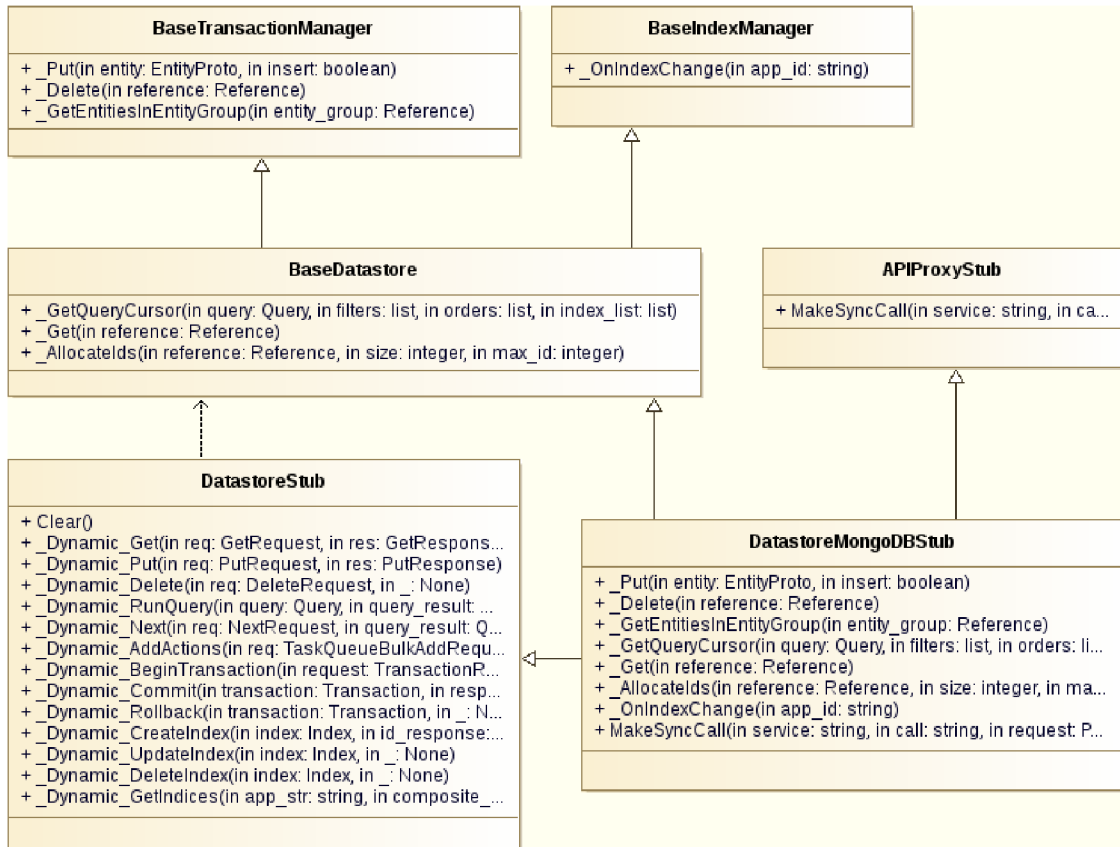 BaseTransactionManager
+ _Put(in entity: EntityProto, in insert: boolean)
+ _Delete(in reference: Reference)
+ _GetEntitiesInEntityGroup(in entity_group: Reference)
BaseIndexManager
+ _OnIndexChange(in app_id: string)
BaseDatastore
+ _GetQueryCursor(in query: Query, in filters: list, in orders: list, in index_list: list)
+ _Get(in reference: Reference)
+ _AllocateIds(in reference: Reference, in size: integer, in max_id: integer)
APIProxyStub
+ MakeSyncCall(in service: string, in ca...
DatastoreStub
+ Clear()
+ _Dynamic_Get(in req: GetRequest, in res: GetRespons...
+ _Dynamic_Put(in req: PutRequest, in res: PutResponse)
+ _Dynamic_Delete(in req: DeleteRequest, in _: None)
+ _Dynamic_RunQuery(in query: Query, in query_result: ...
+ _Dynamic_Next(in req: NextRequest, in query_result: Q...
+ _Dynamic_AddActions(in req: TaskQueueBulkAddRequ...
+ _Dynamic_BeginTransaction(in request: TransactionR...
+ _Dynamic_Commit(in transaction: Transaction, in resp...
+ _Dynamic_Rollback(in transaction: Transaction, in _: N...
+ _Dynamic_CreateIndex(in index: Index, in id_response:...
+ _Dynamic_UpdateIndex(in index: Index, in _: None)
+ _Dynamic_DeleteIndex(in index: Index, in _: None)
+ _Dynamic_GetIndices(in app_str: string, in composite_...
DatastoreMongoDBStub
+ _Put(in entity: EntityProto, in insert: boolean)
+ _Delete(in reference: Reference)
+ _GetEntitiesInEntityGroup(in entity_group: Reference)
+ _GetQueryCursor(in query: Query, in filters: list, in orders: li...
+ _Get(in reference: Reference)
+ _AllocateIds(in reference: Reference, in size: integer, in ma...
+ _OnIndexChange(in app_id: string)
+ MakeSyncCall(in service: string, in call: string, in request: P...